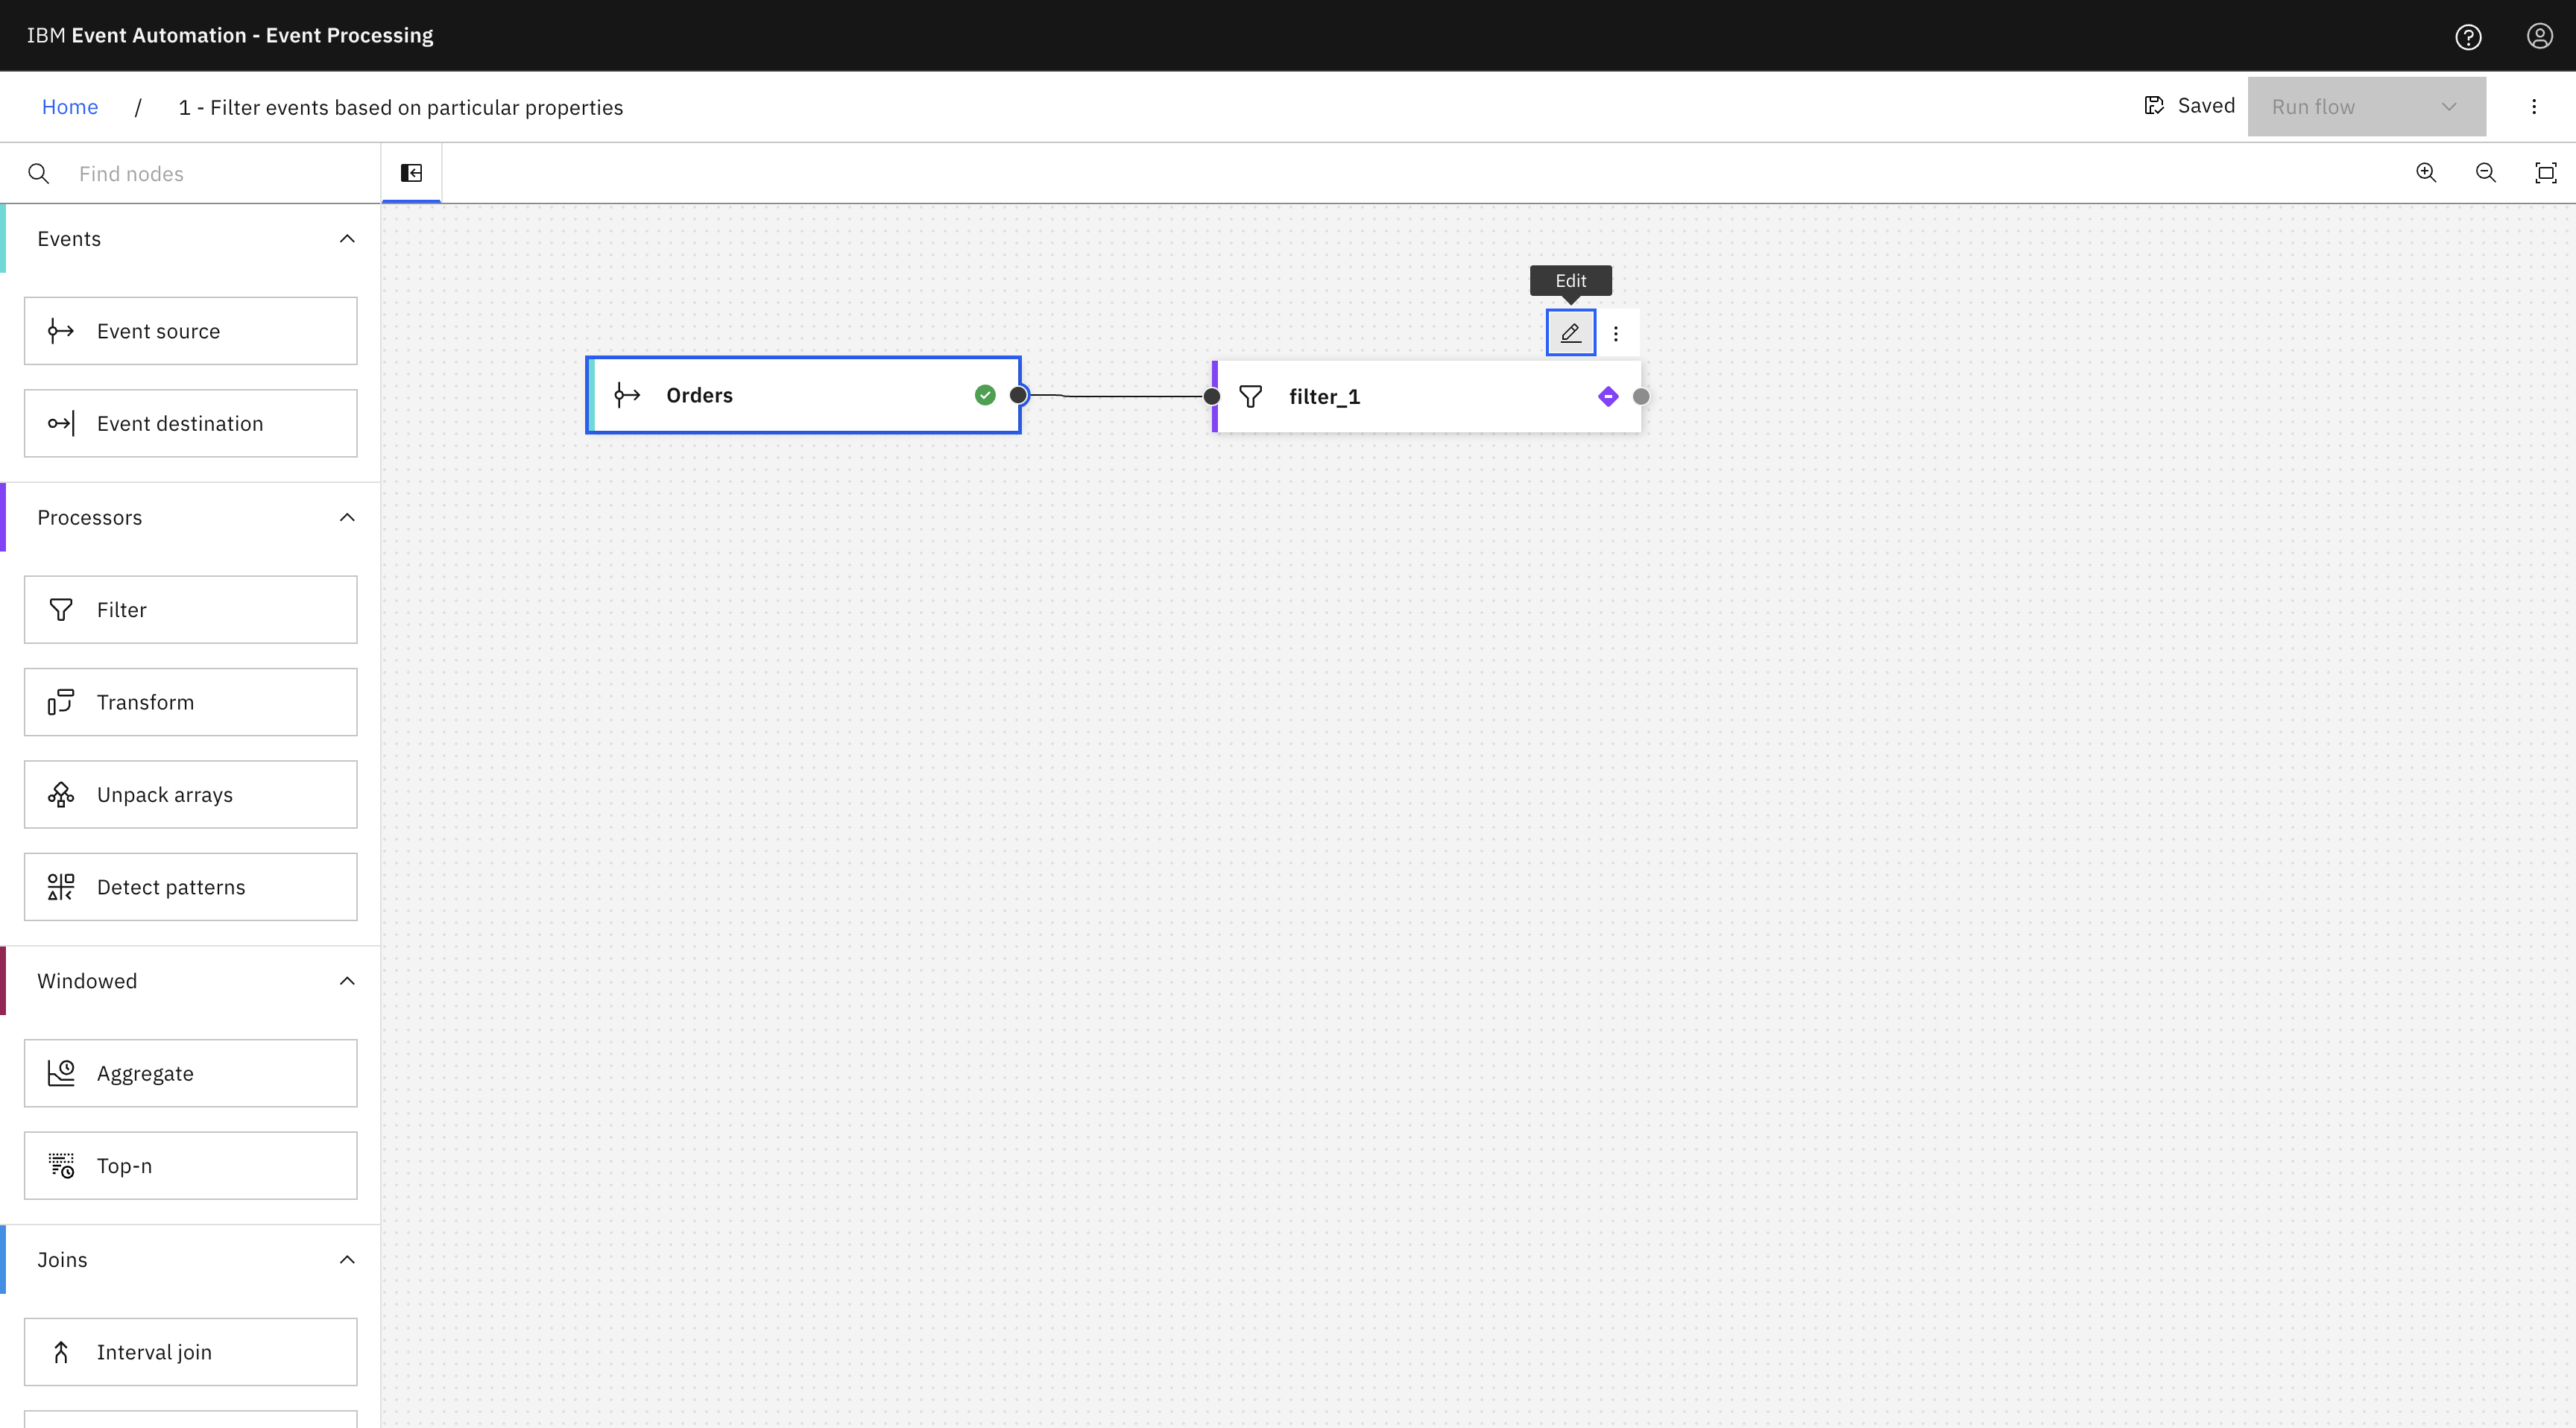 IBM Event Automation - Event Processing
Home / 1 - Filter events based on particular properties
Saved
Run flow
Find nodes
Events
Event source
Event destination
Processors
Filter
Transform
Unpack arrays
Detect patterns
Windowed
Aggregate
Top-n
Joins
Interval join
Edit
Orders
filter_1